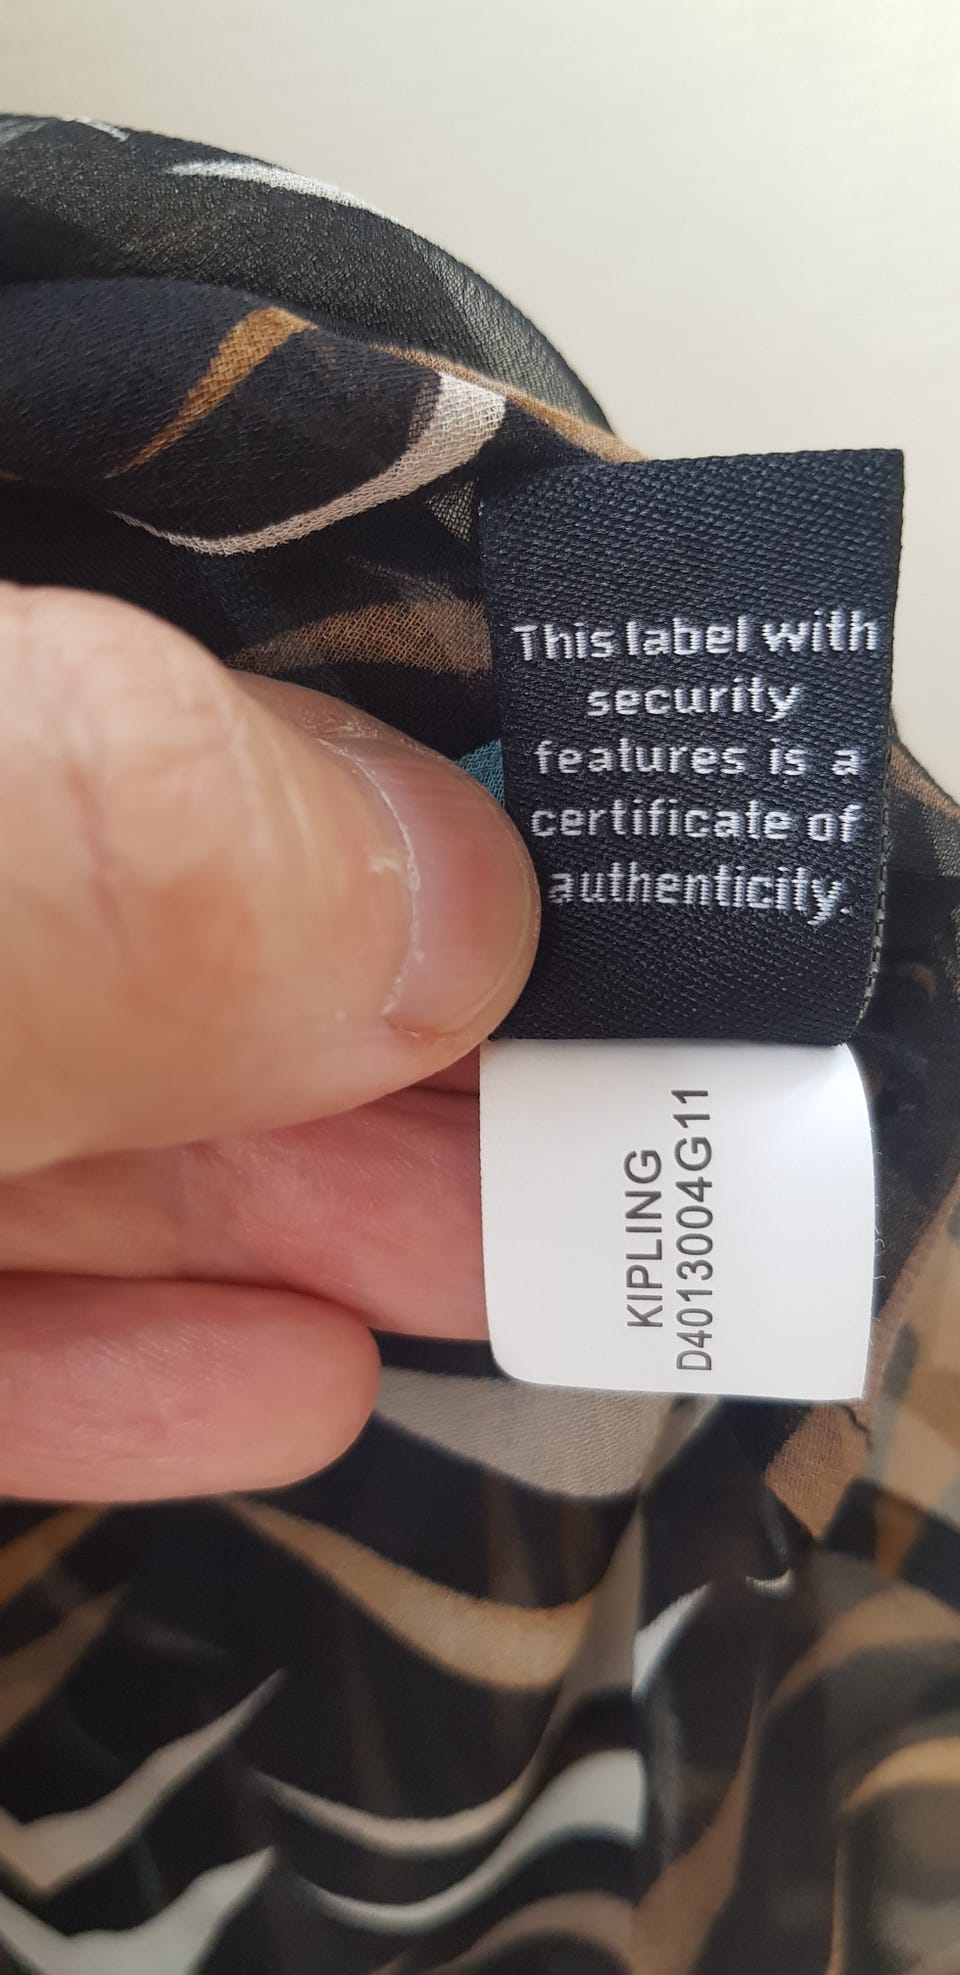 This label with
security
features is a
certificate of
authenticity.
KIPLING
D4013004G11